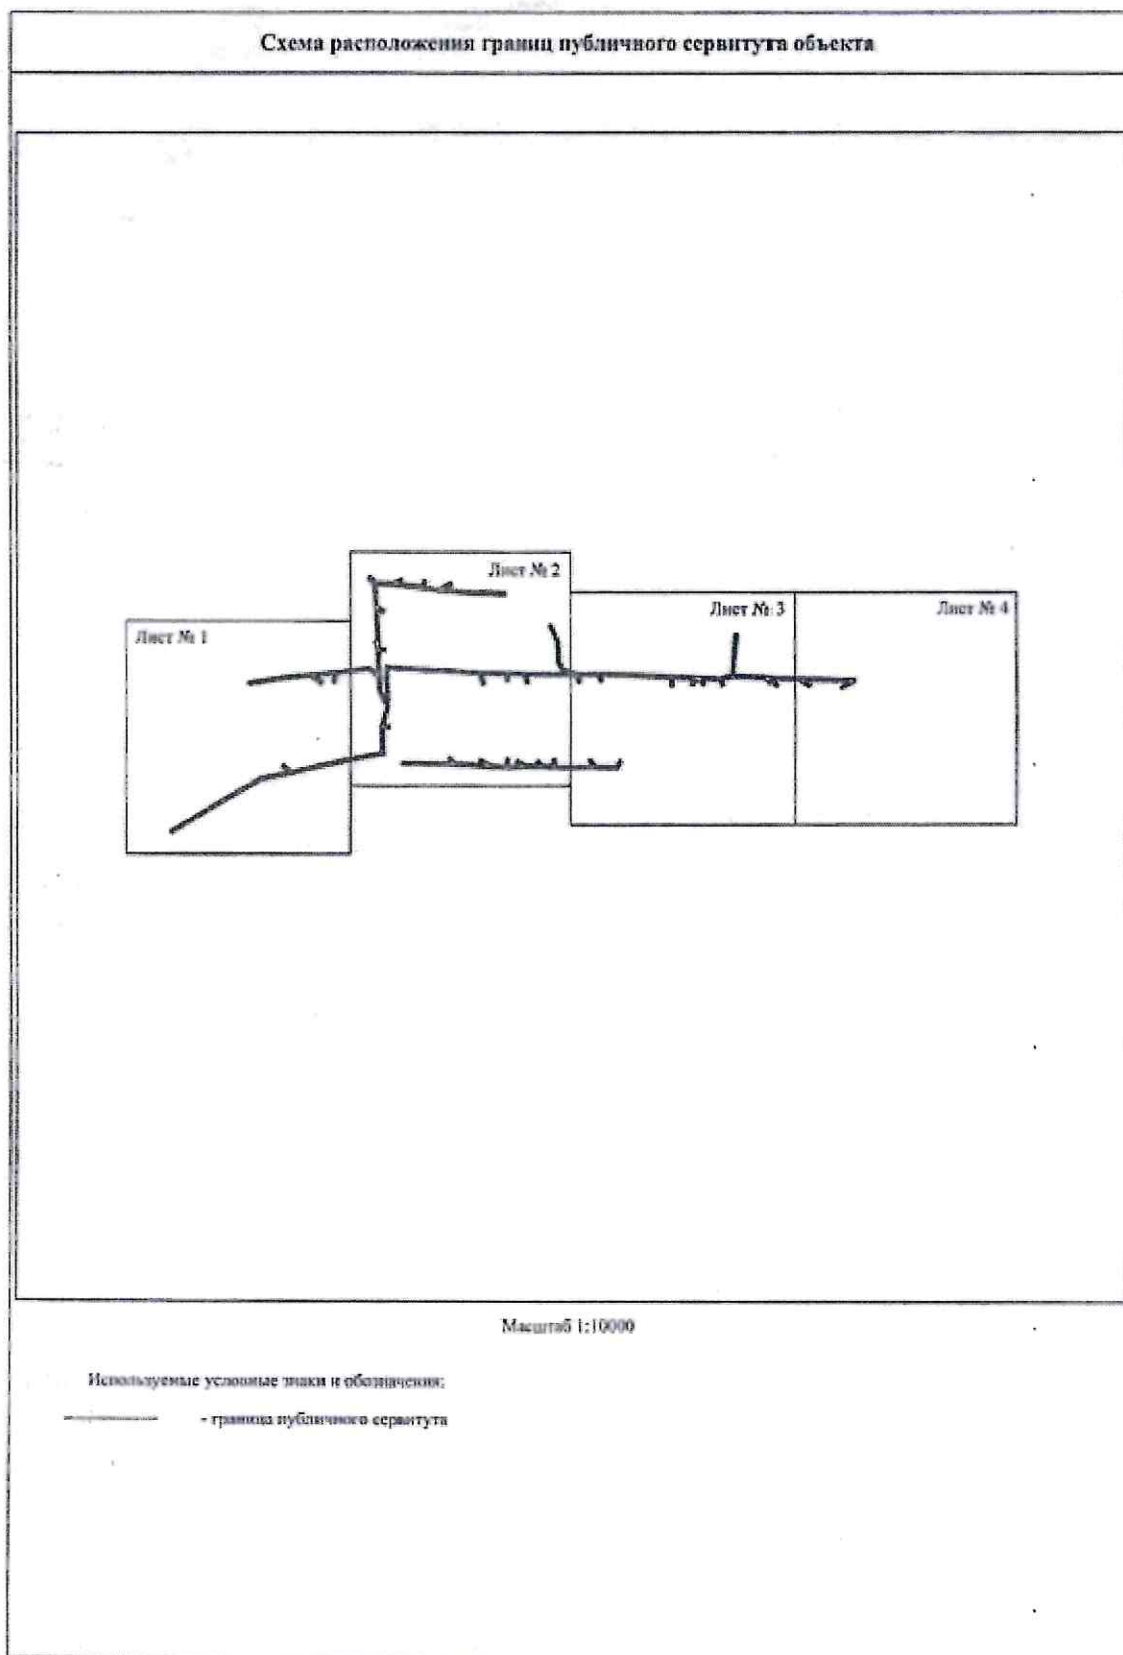 Схема расположения границ публичного сервитута объекта
Лист № 2
Лист № 3
Лист № 4
Лист № 1
Масштаб 1:10000
Используемые условные знаки и обозначения:
- граница публичного сервитута